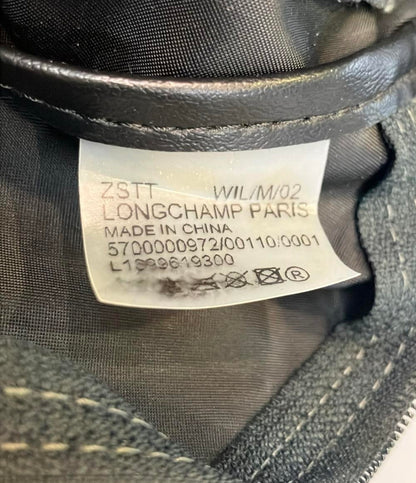 ZSTT WIL/M/02
LONGCHAMP PARIS
MADE IN CHINA
5700000972/00110/0001
L1899619300
®